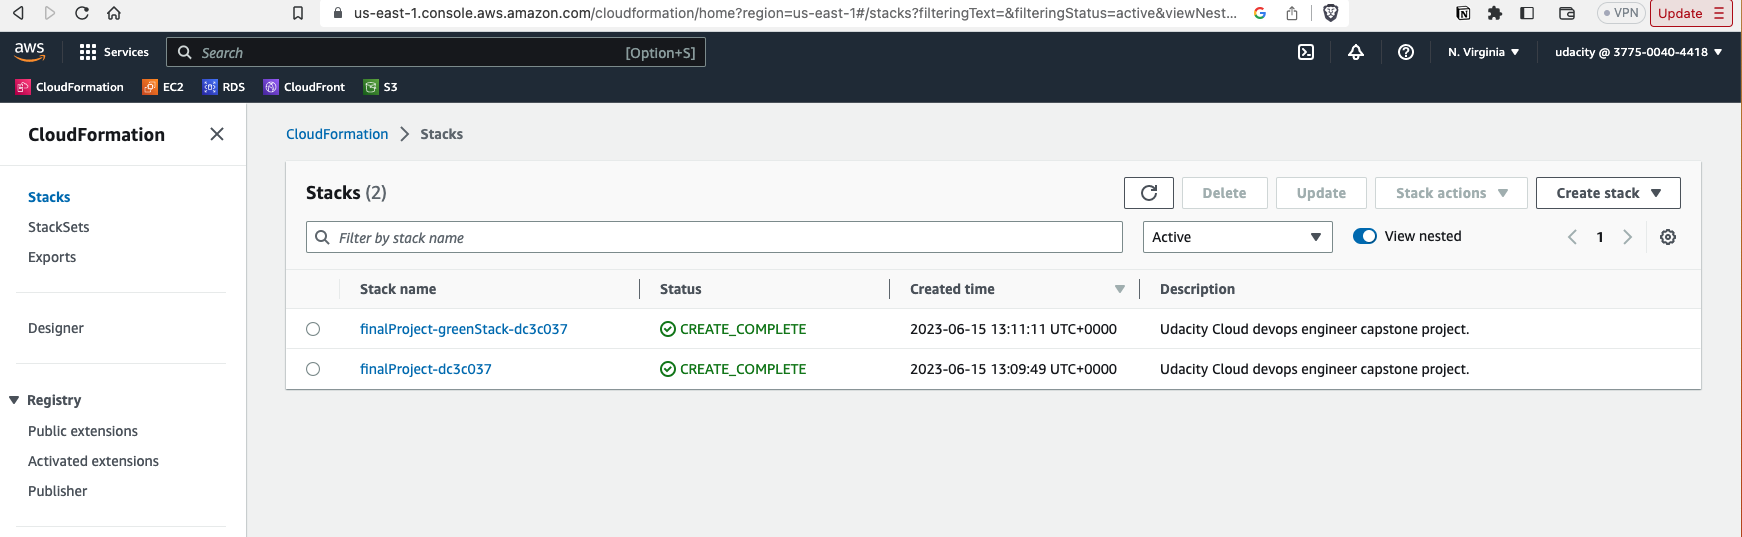 us-east-1.console.aws.amazon.com/cloudformation/home?region=us-east-1#/stacks?filteringText=&filteringStatus=active&viewNest...
VPN
Update
aws
Services
Search
[Option+S]
N. Virginia
udacity @ 3775-0040-4418
CloudFormation
EC2
RDS
CloudFront
S3
CloudFormation
Stacks
StackSets
Exports
Designer
Registry
Public extensions
Activated extensions
Publisher
CloudFormation
Stacks
Stacks (2)
Delete
Update
Stack actions
Create stack
Filter by stack name
Active
View nested
1
Stack name Status Created time Description
finalProject-greenStack-dc3c037 CREATE_COMPLETE 2023-06-15 13:11:11 UTC+0000 Udacity Cloud devops engineer capstone project.
finalProject-dc3c037 CREATE_COMPLETE 2023-06-15 13:09:49 UTC+0000 Udacity Cloud devops engineer capstone project.